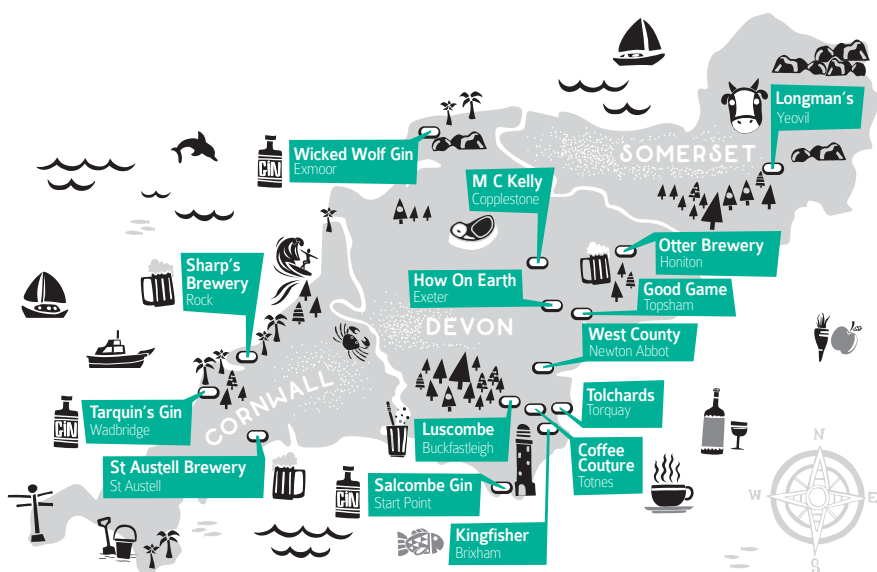 Longman's
Yeovil
SOMERSET
GIN
Wicked Wolf Gin
Exmoor
M C Kelly
Copplestone
Otter Brewery
Honiton
Sharp's
Brewery
Rock
How On Earth
Exeter
Good Game
Topsham
DEVON
West County
Newton Abbot
CORNWALL
Tarquin's Gin
Wadbridge
GIN
Luscombe
Buckfastleigh
Tolchards
Torquay
Coffee
Couture
Totnes
St Austell Brewery
St Austell
GIN
Salcombe Gin
Start Point
Kingfisher
Brixham
N
W
E
S